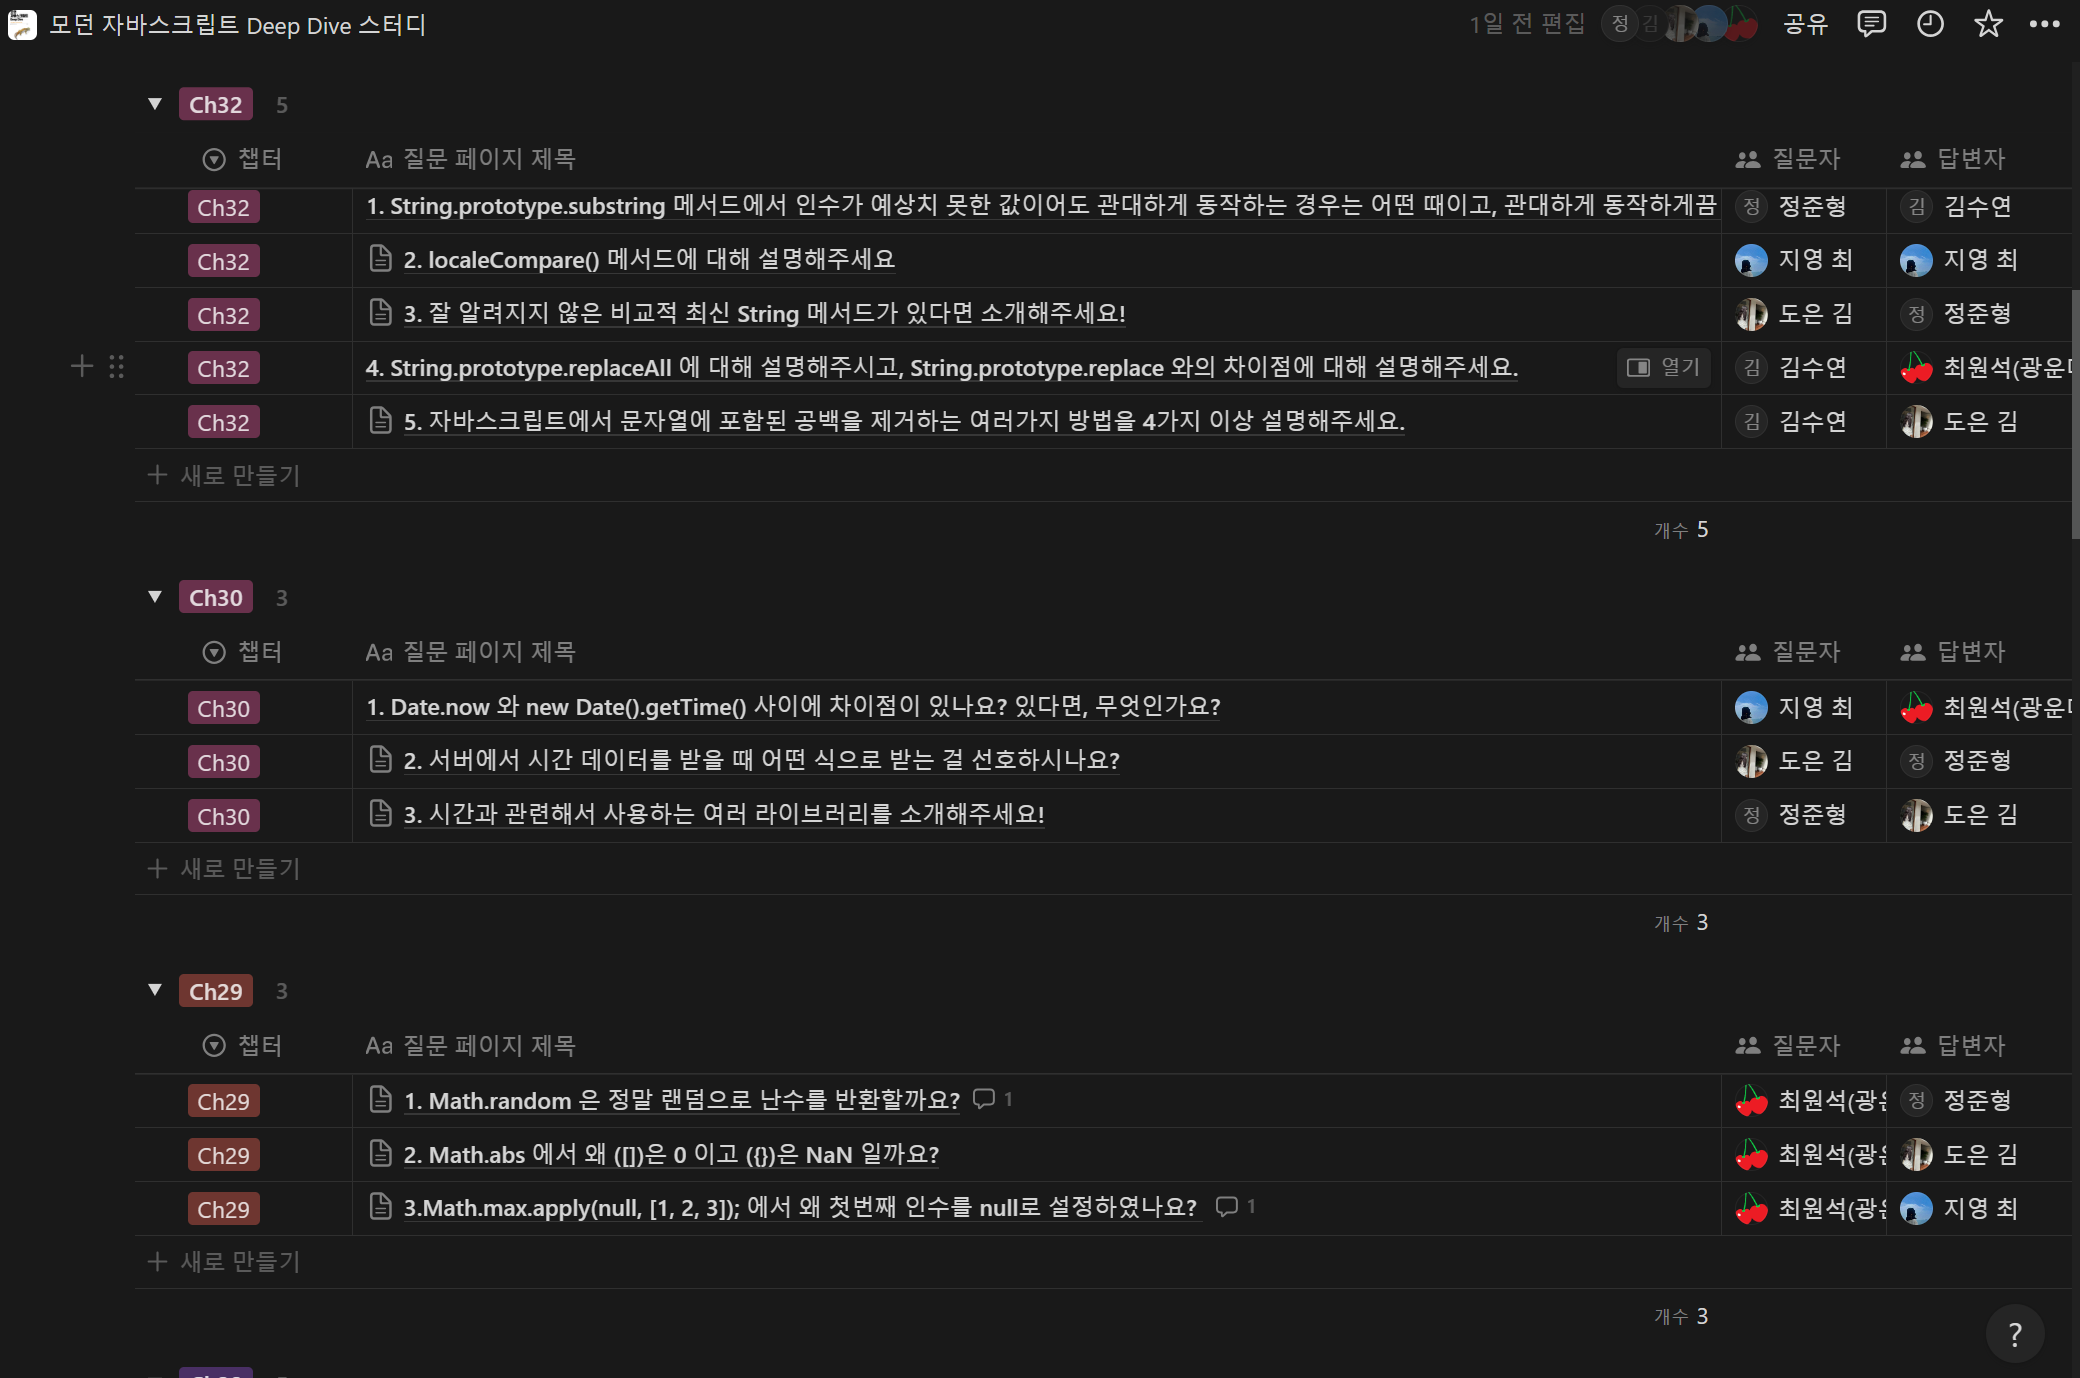 모던 자바스크립트 Deep Dive 스터디
1일 전 편집 정 김 공유
Ch32 5
챕터 Aa 질문 페이지 제목 질문자 답변자
Ch32 1. String.prototype.substring 메서드에서 인수가 예상치 못한 값이어도 관대하게 동작하는 경우는 어떤 때이고, 관대하게 동작하게끔 정 정준형 김 김수연
Ch32 2. localeCompare() 메서드에 대해 설명해주세요 지영 최 지영 최
Ch32 3. 잘 알려지지 않은 비교적 최신 String 메서드가 있다면 소개해주세요! 도은 김 정 정준형
Ch32 4. String.prototype.replaceAll 에 대해 설명해주시고, String.prototype.replace 와의 차이점에 대해 설명해주세요. 열기 김 김수연 최원석(광운
Ch32 5. 자바스크립트에서 문자열에 포함된 공백을 제거하는 여러가지 방법을 4가지 이상 설명해주세요. 김 김수연 도은 김
+ 새로 만들기
개수 5
Ch30 3
챕터 Aa 질문 페이지 제목 질문자 답변자
Ch30 1. Date.now 와 new Date().getTime() 사이에 차이점이 있나요? 있다면, 무엇인가요? 지영 최 최원석(광운
Ch30 2. 서버에서 시간 데이터를 받을 때 어떤 식으로 받는 걸 선호하시나요? 도은 김 정 정준형
Ch30 3. 시간과 관련해서 사용하는 여러 라이브러리를 소개해주세요! 정 정준형 도은 김
+ 새로 만들기
개수 3
Ch29 3
챕터 Aa 질문 페이지 제목 질문자 답변자
Ch29 1. Math.random 은 정말 랜덤으로 난수를 반환할까요? 1 최원석(광운 정 정준형
Ch29 2. Math.abs 에서 왜 ([])은 0 이고 ({})은 NaN 일까요? 최원석(광운 도은 김
Ch29 3.Math.max.apply(null, [1, 2, 3]); 에서 왜 첫번째 인수를 null로 설정하였나요? 1 최원석(광운 지영 최
+ 새로 만들기
개수 3
?